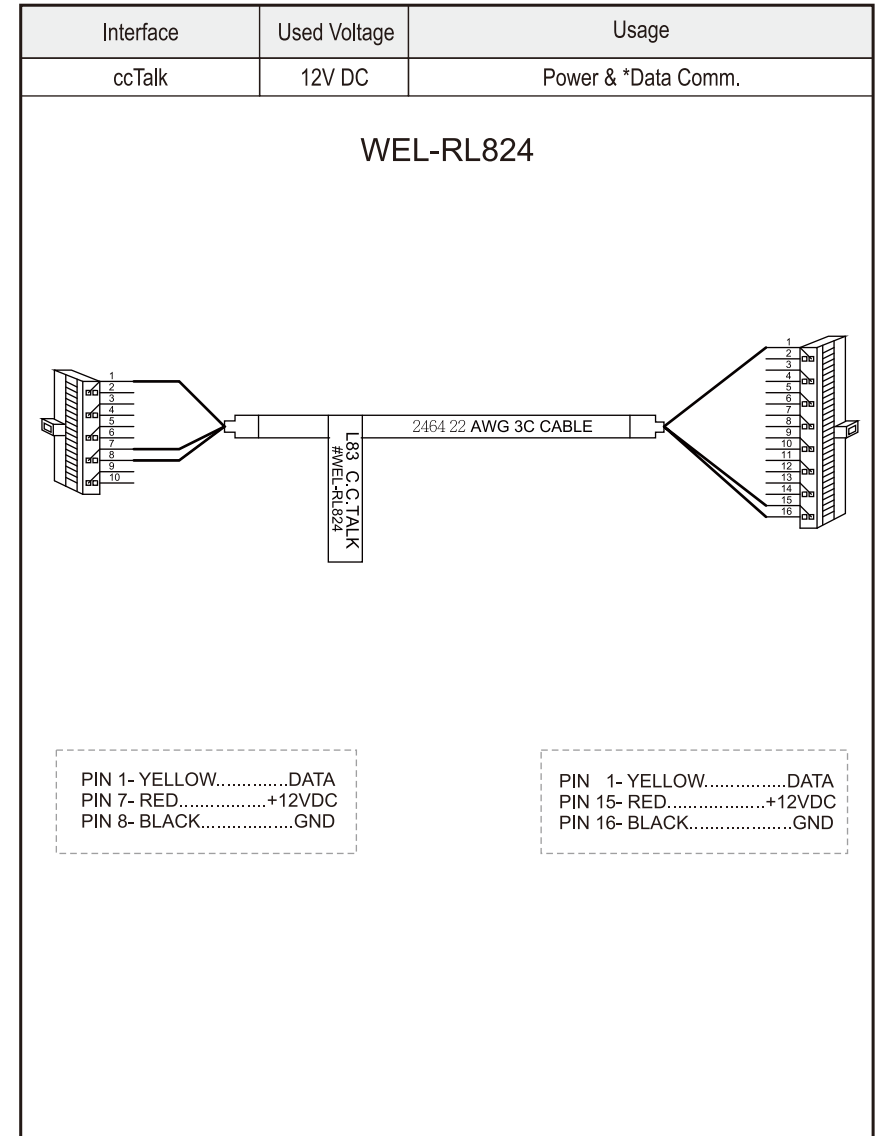 Interface Used Voltage Usage
ccTalk 12V DC Power & *Data Comm.
WEL-RL824
1
2
3
4
5
6
7
8
9
10
L83 C.C.TALK
#WEL-RL824
2464 22 AWG 3C CABLE
1
2
3
4
5
6
7
8
9
10
11
12
13
14
15
16
PIN 1- YELLOW.............DATA
PIN 7- RED................+12VDC
PIN 8- BLACK................GND
PIN 1- YELLOW...............DATA
PIN 15- RED..................+12VDC
PIN 16- BLACK...................GND